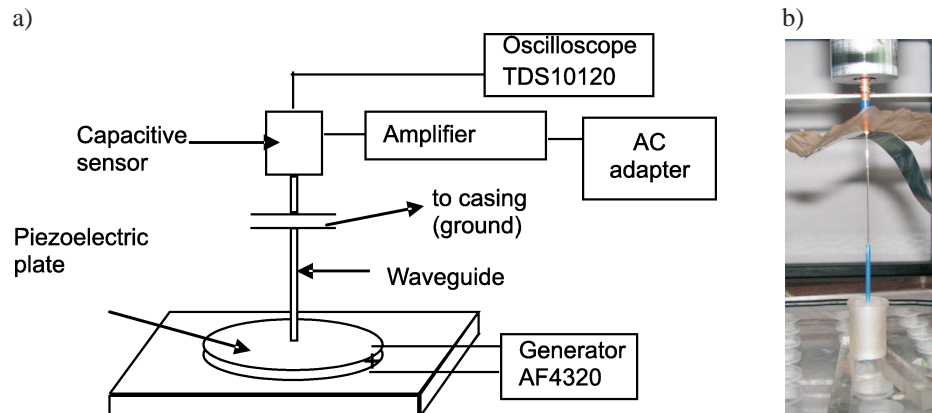 a)
b)
Oscilloscope
TDS10120
Capacitive
sensor
Amplifier
AC
adapter
to casing
(ground)
Piezoelectric
plate
Waveguide
Generator
AF4320